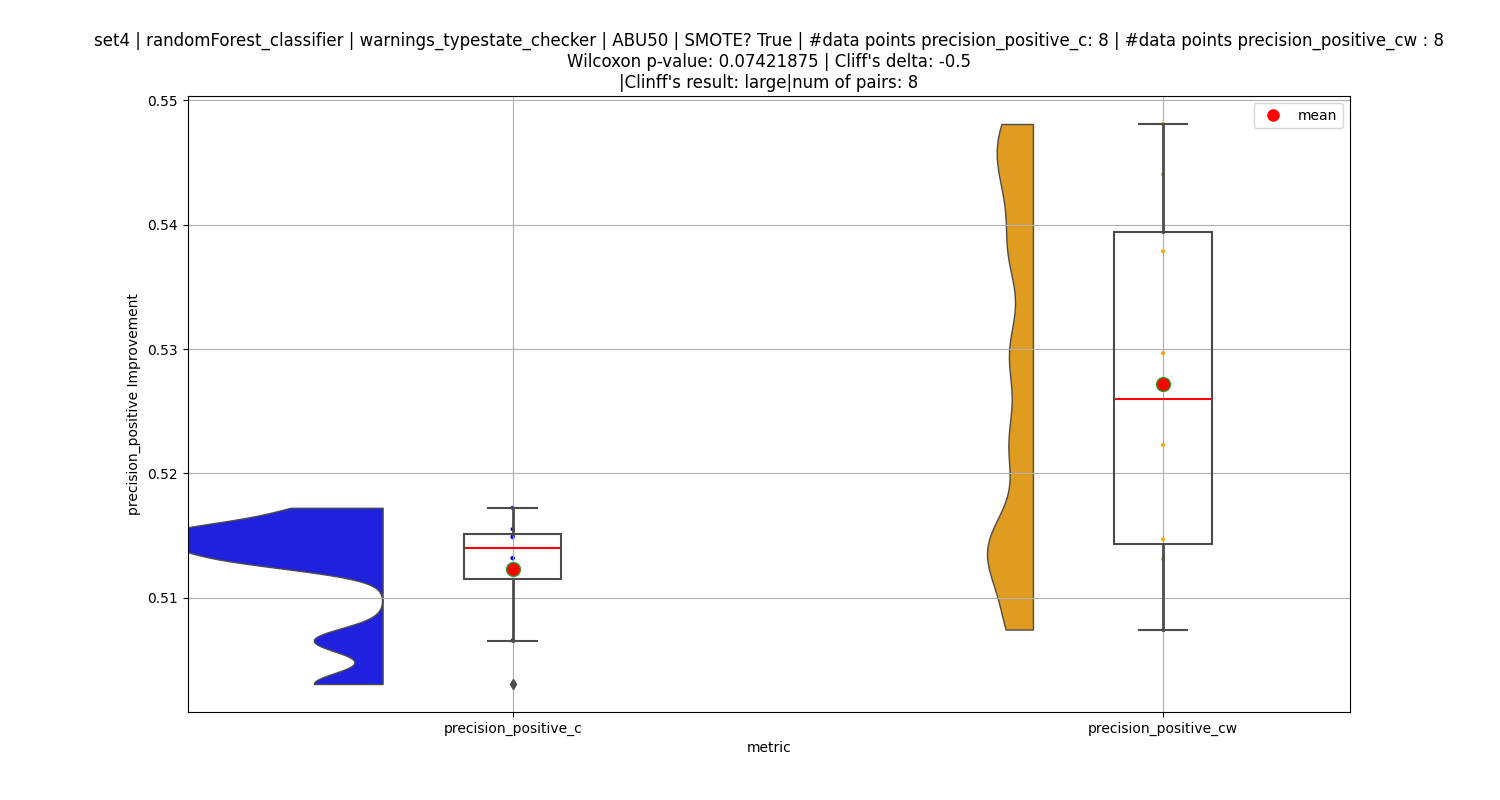 set4 | randomForest_classifier | warnings_typestate_checker | ABU50 | SMOTE? True | #data points precision_positive_c: 8 | #data points precision_positive_cw : 8
Wilcoxon p-value: 0.07421875 | Cliff's delta: -0.5
|Clinff's result: large|num of pairs: 8
mean
0.55
0.54
0.53
0.52
0.51
precision_positive Improvement
precision_positive_c
precision_positive_cw
metric